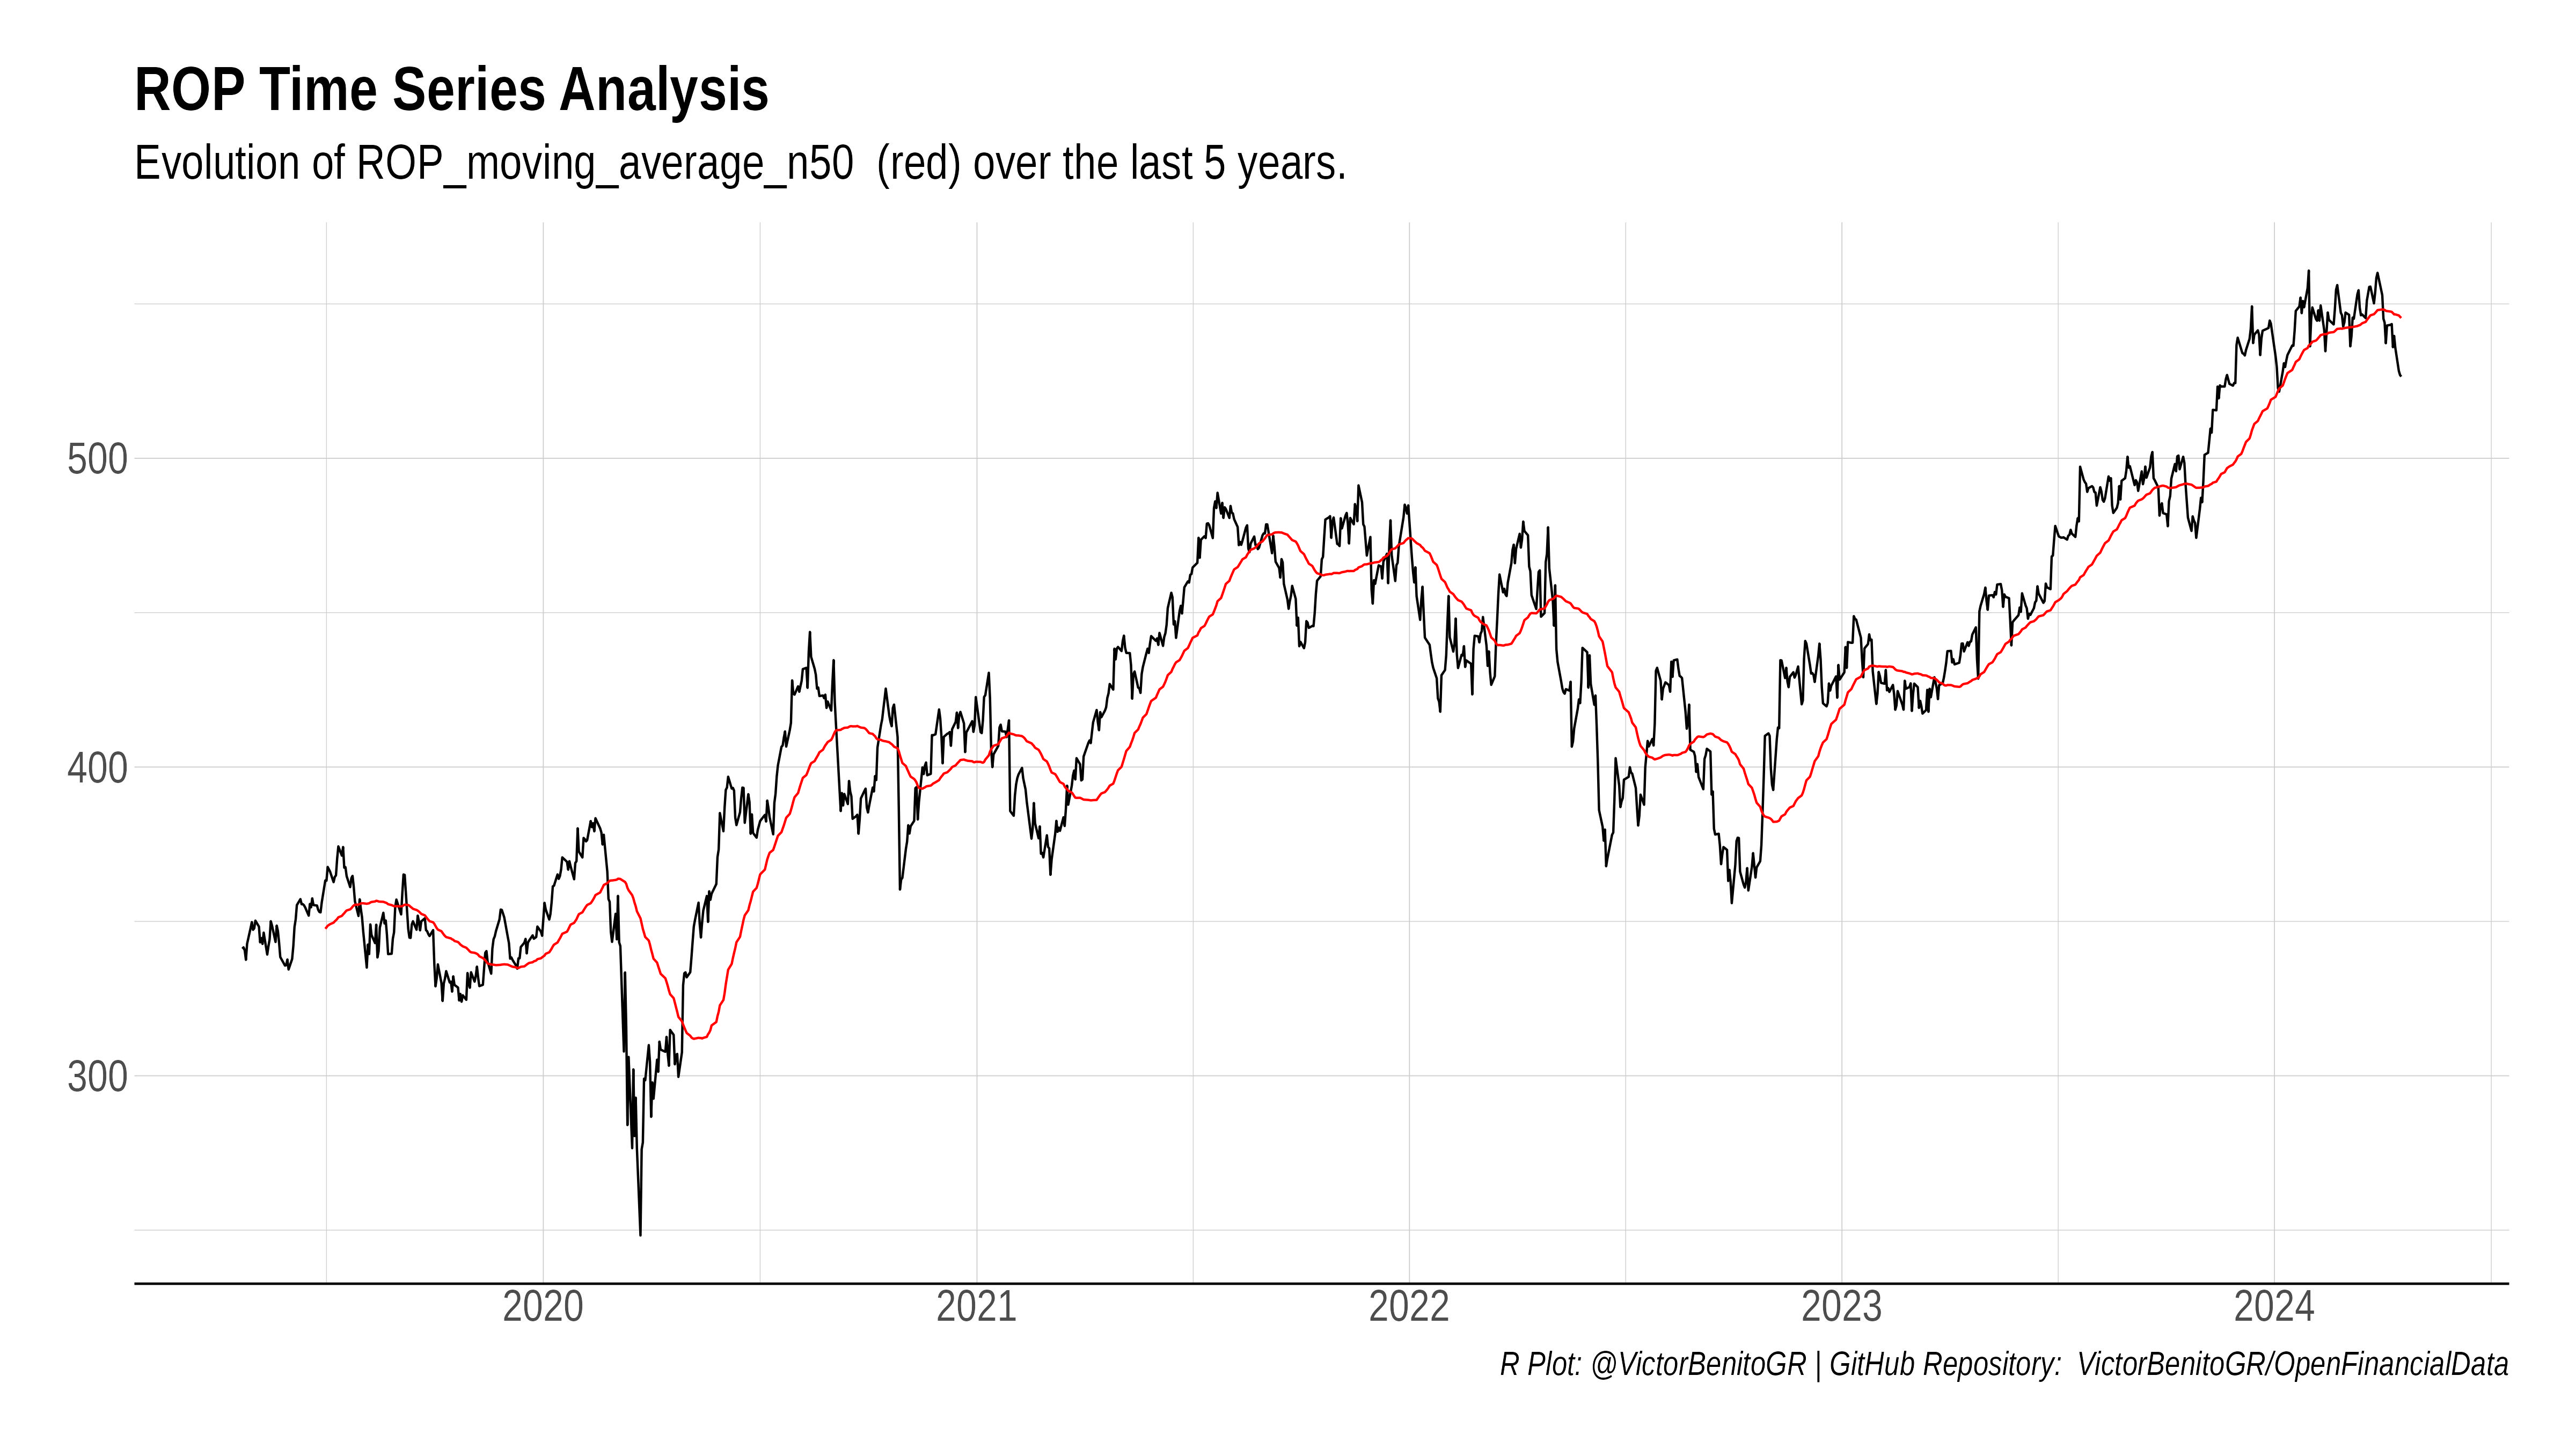 ROP Time Series Analysis
Evolution of ROP_moving_average_n50  (red) over the last 5 years.
500
400
300
2020 2021 2022 2023 2024
R Plot: @VictorBenitoGR | GitHub Repository:  VictorBenitoGR/OpenFinancialData